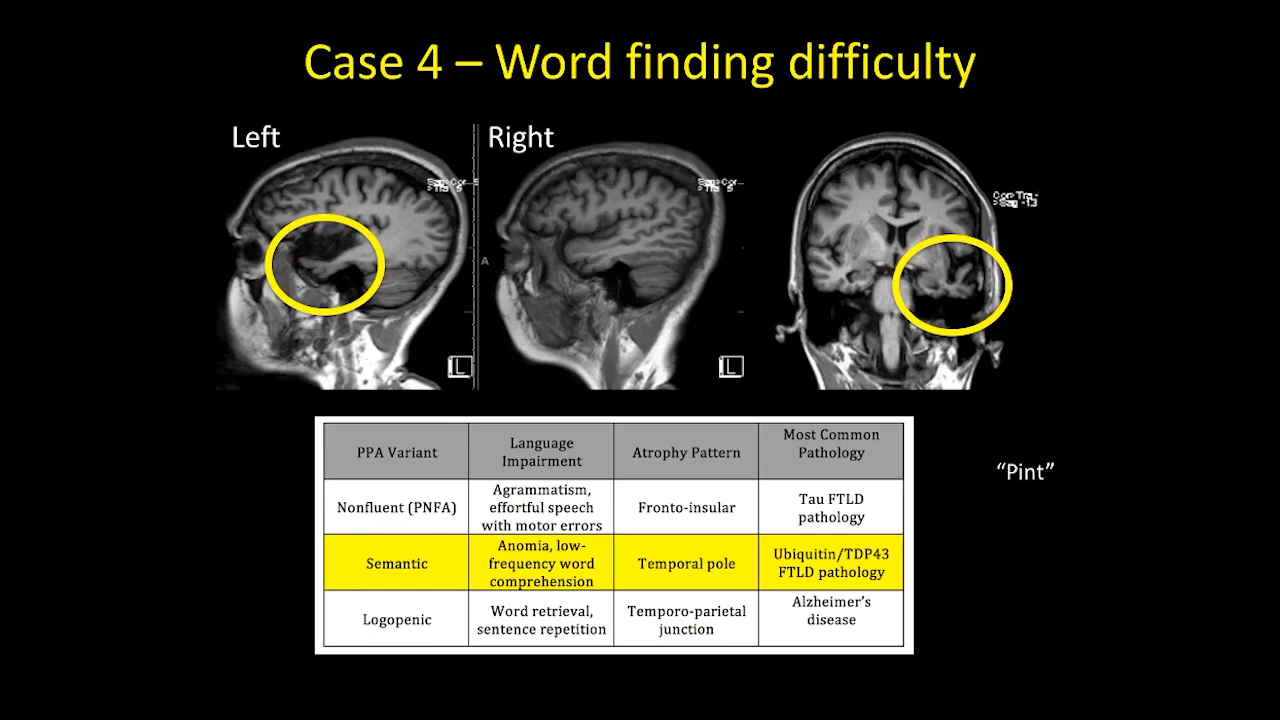 Case 4 – Word finding difficulty
Left
Right
A
L
L
PPA Variant
Language
Impairment
Atrophy Pattern
Most Common
Pathology
Nonfluent (PNFA)
Agrammatism,
effortful speech
with motor errors
Fronto-insular
Tau FTLD
pathology
Semantic
Anomia, low-
frequency word
comprehension
Temporal pole
Ubiquitin/TDP43
FTLD pathology
Logopenic
Word retrieval,
sentence repetition
Temporo-parietal
junction
Alzheimer’s
disease
“Pint”